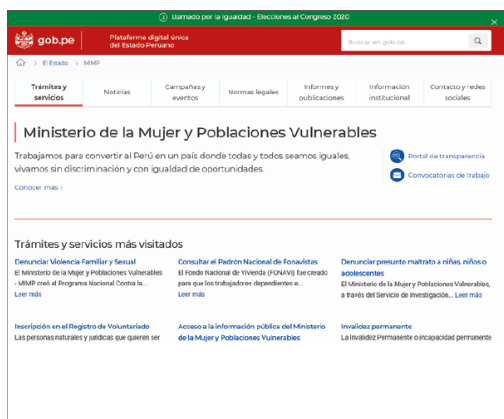 Llamado por la Igualdad - Elecciones al Congreso 2020
gob.pe
Plataforma digital única
del Estado Peruano
Buscar en gob.pe
> El Estado > MIMP
Trámites y servicios
Noticias
Campañas y eventos
Normas legales
Informes y publicaciones
Información institucional
Contacto y redes sociales
Ministerio de la Mujer y Poblaciones Vulnerables
Trabajamos para convertir al Perú en un país donde todas y todos seamos iguales,
vivamos sin discriminación y con igualdad de oportunidades.
Conocer más >
Portal de transparencia
Convocatorias de trabajo
Trámites y servicios más visitados
Denunciar Violencia Familiar y Sexual
El Ministerio de la Mujer y Poblaciones Vulnerables
- MIMP creó el Programa Nacional Contra la...
Leer más
Consultar el Padrón Nacional de Fonavistas
El Fondo Nacional de Vivienda (FONAVI) fue creado
para que los trabajadores dependientes e...
Leer más
Denunciar presunto maltrato a niñas, niños o
adolescentes
El Ministerio de la Mujer y Poblaciones Vulnerables,
a través del Servicio de Investigación... Leer más
Inscripción en el Registro de Voluntariado
Las personas naturales y jurídicas que quieren ser
Acceso a la información pública del Ministerio
de la Mujer y Poblaciones Vulnerables
Invalidez permanente
La Invalidez Permanente o incapacidad permanente